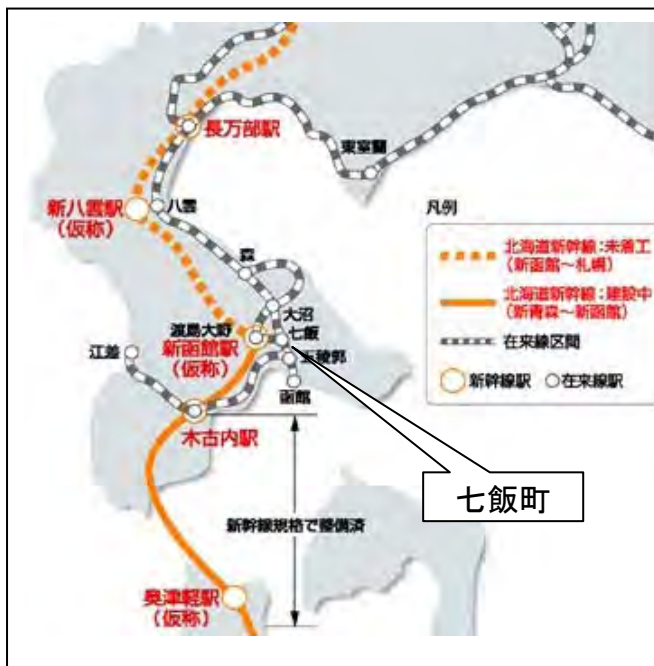 長万部駅
東室蘭
新八雲駅
(仮称)
八雲
凡例
北海道新幹線:未着工
(新函館～札幌)
北海道新幹線:建設中
(新青森～新函館)
在来線区間
新幹線駅
在来線駅
森
大沼
渡島大野
七飯
新函館駅
(仮称)
五稜郭
江差
函館
木古内駅
七飯町
新幹線規格で整備済
奥津軽駅
(仮称)